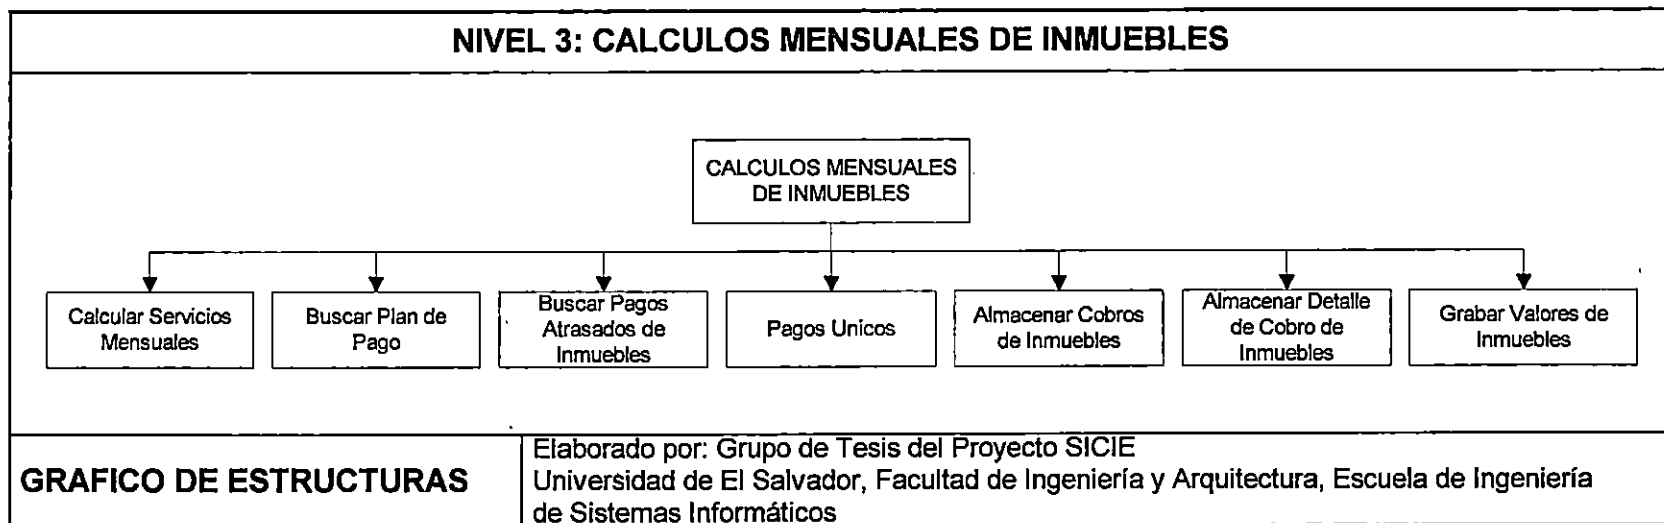 NIVEL 3: CALCULOS MENSUALES DE INMUEBLES
CALCULOS MENSUALES
DE INMUEBLES
Calcular Servicios
Mensuales
Buscar Plan de
Pago
Buscar Pagos
Atrasados de
Inmuebles
Pagos Unicos
Almacenar Cobros
de Inmuebles
Almacenar Detalle
de Cobro de
Inmuebles
Grabar Valores de
Inmuebles
GRAFICO DE ESTRUCTURAS
Elaborado por: Grupo de Tesis del Proyecto SICIE
Universidad de El Salvador, Facultad de Ingeniería y Arquitectura, Escuela de Ingeniería
de Sistemas Informáticos